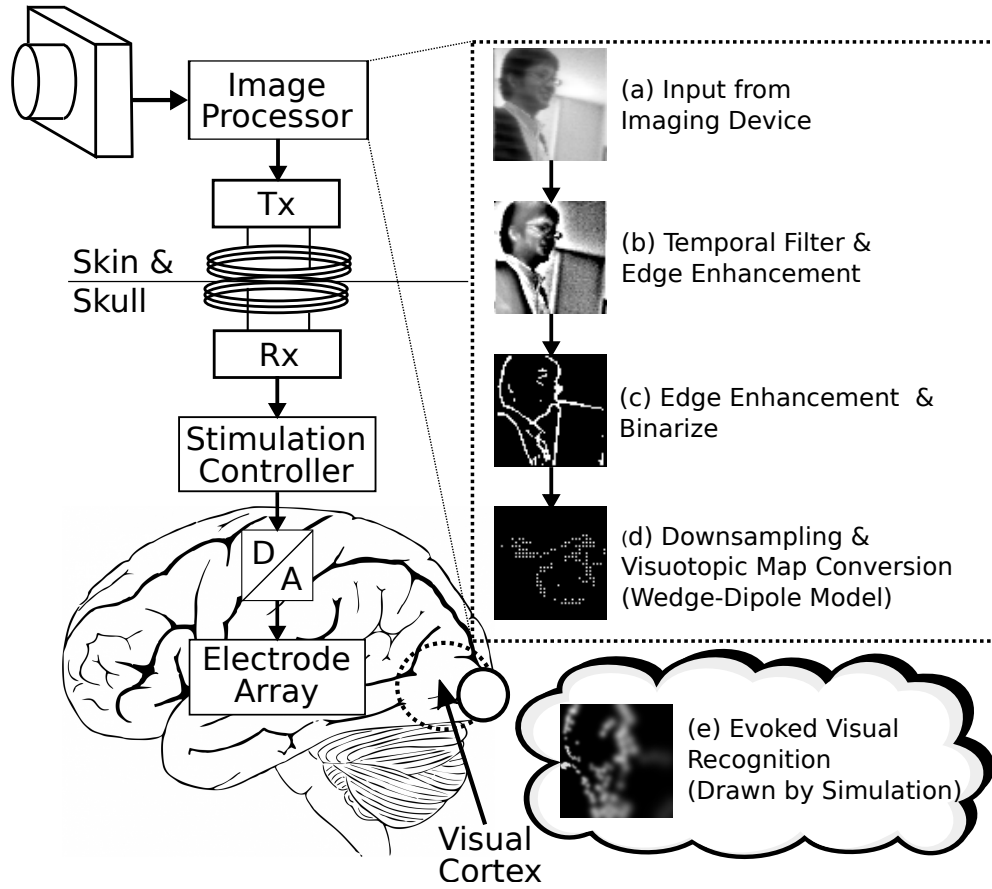 Image
Processor
Tx
Skin &
Skull
Rx
Stimulation
Controller
D
A
Electrode
Array
Visual
Cortex
(a) Input from
Imaging Device
(b) Temporal Filter &
Edge Enhancement
(c) Edge Enhancement  &
Binarize
(d) Downsampling &
Visuotopic Map Conversion
(Wedge-Dipole Model)
(e) Evoked Visual
Recognition
(Drawn by Simulation)